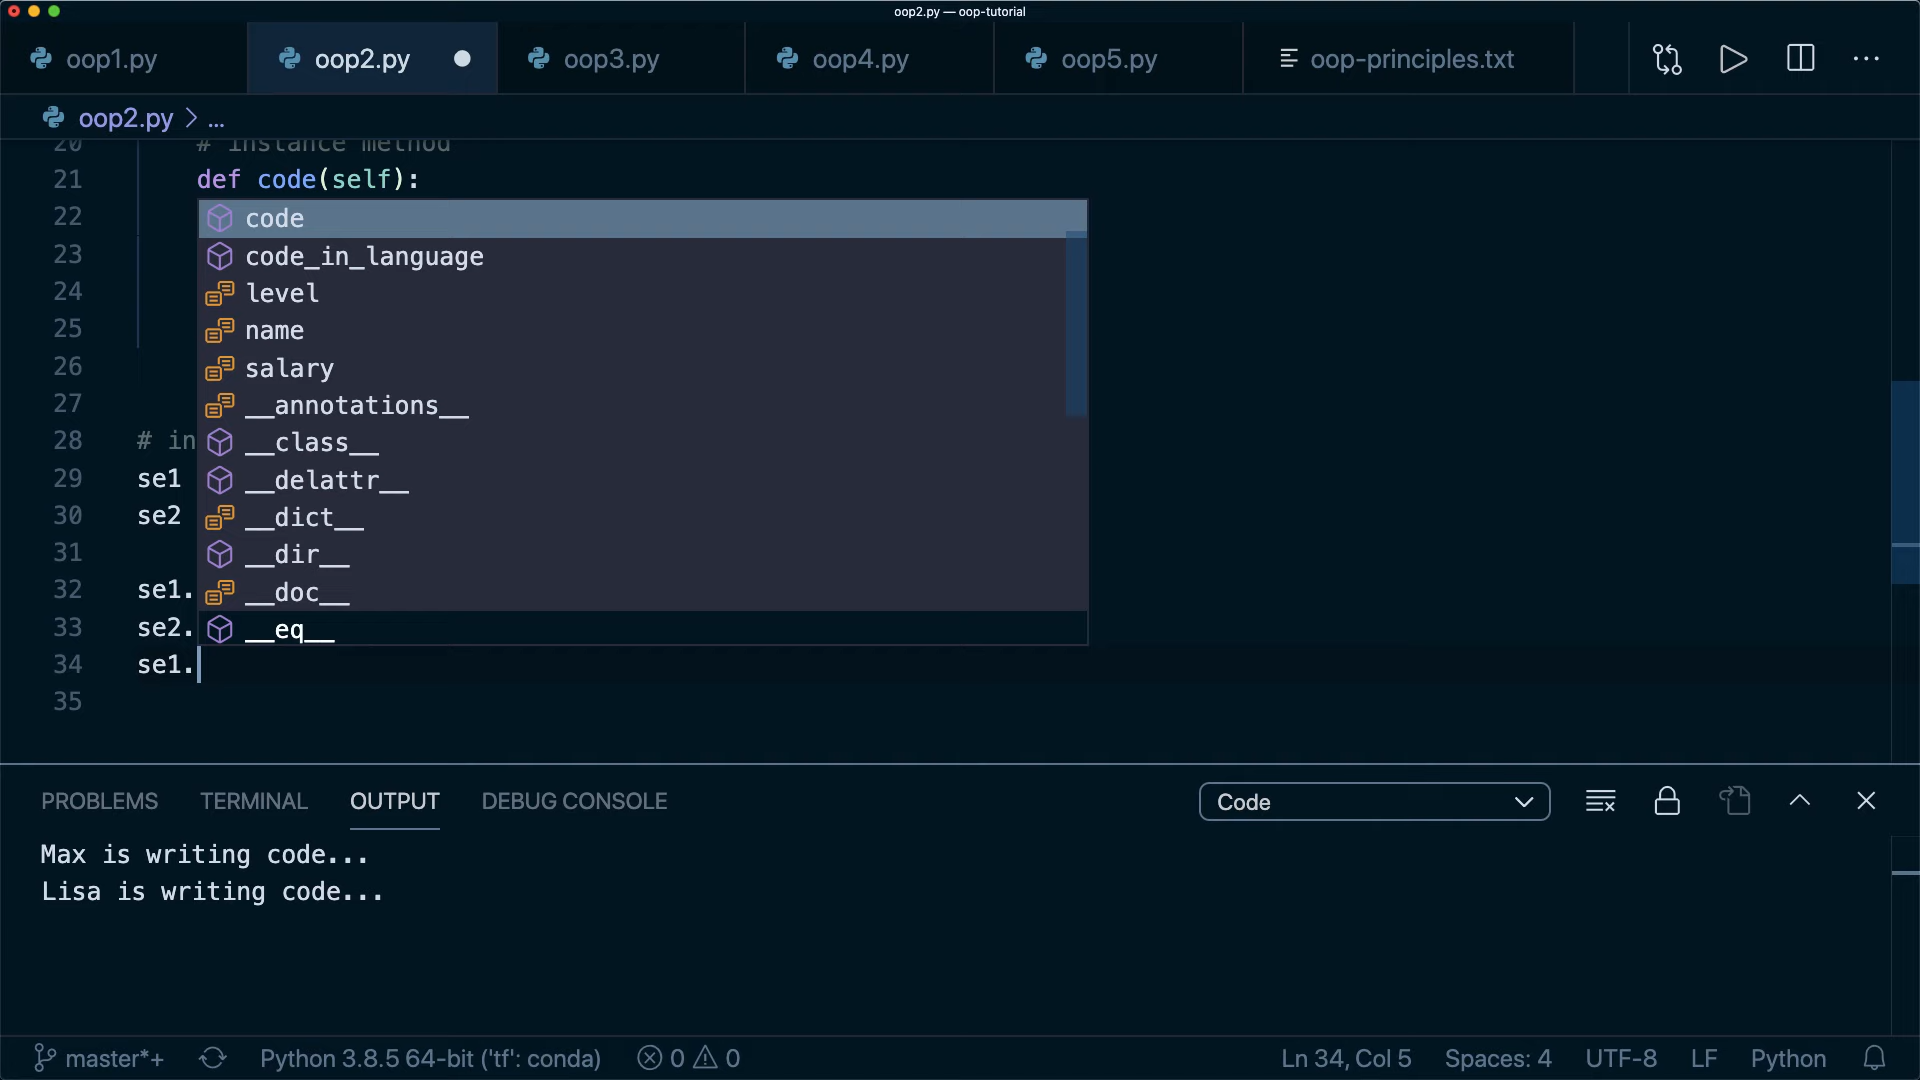 oop2.py — oop-tutorial
oop1.py
oop2.py
oop3.py
oop4.py
oop5.py
oop-principles.txt
oop2.py > ...
20 # instance method
21 def code(self):
22 code
23 code_in_language
24 level
25 name
26 salary
27 __annotations__
28 # in __class__
29 se1 __delattr__
30 se2 __dict__
31 __dir__
32 se1. __doc__
33 se2. __eq__
34 se1.
35
PROBLEMS TERMINAL OUTPUT DEBUG CONSOLE Code
Max is writing code...
Lisa is writing code...
master*+ Python 3.8.5 64-bit ('tf': conda) 0 0 Ln 34, Col 5 Spaces: 4 UTF-8 LF Python